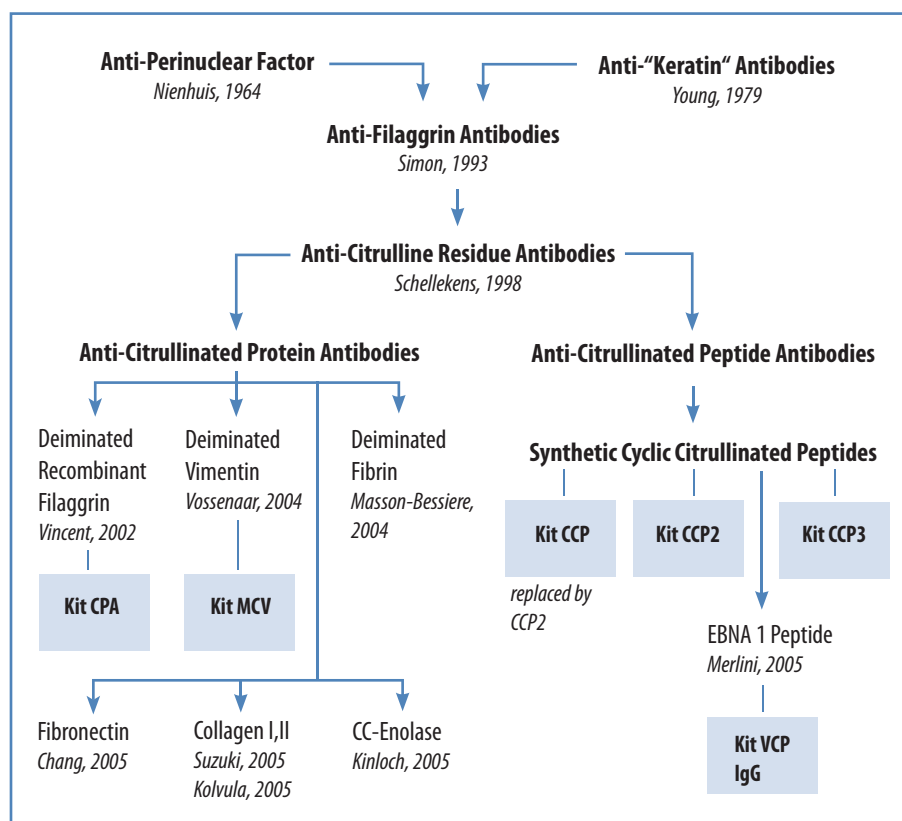 Anti-Perinuclear Factor
Nienhuis, 1964
Anti-“Keratin“ Antibodies
Young, 1979
Anti-Filaggrin Antibodies
Simon, 1993
Anti-Citrulline Residue Antibodies
Schellekens, 1998
Anti-Citrullinated Protein Antibodies
Deiminated
Recombinant
Filaggrin
Vincent, 2002
Kit CPA
Deiminated
Vimentin
Vossenaar, 2004
Kit MCV
Deiminated
Fibrin
Masson-Bessiere,
2004
Fibronectin
Chang, 2005
Collagen I,II
Suzuki, 2005
Kolvula, 2005
CC-Enolase
Kinloch, 2005
Anti-Citrullinated Peptide Antibodies
Synthetic Cyclic Citrullinated Peptides
Kit CCP
replaced by
CCP2
Kit CCP2
Kit CCP3
EBNA 1 Peptide
Merlini, 2005
Kit VCP
IgG